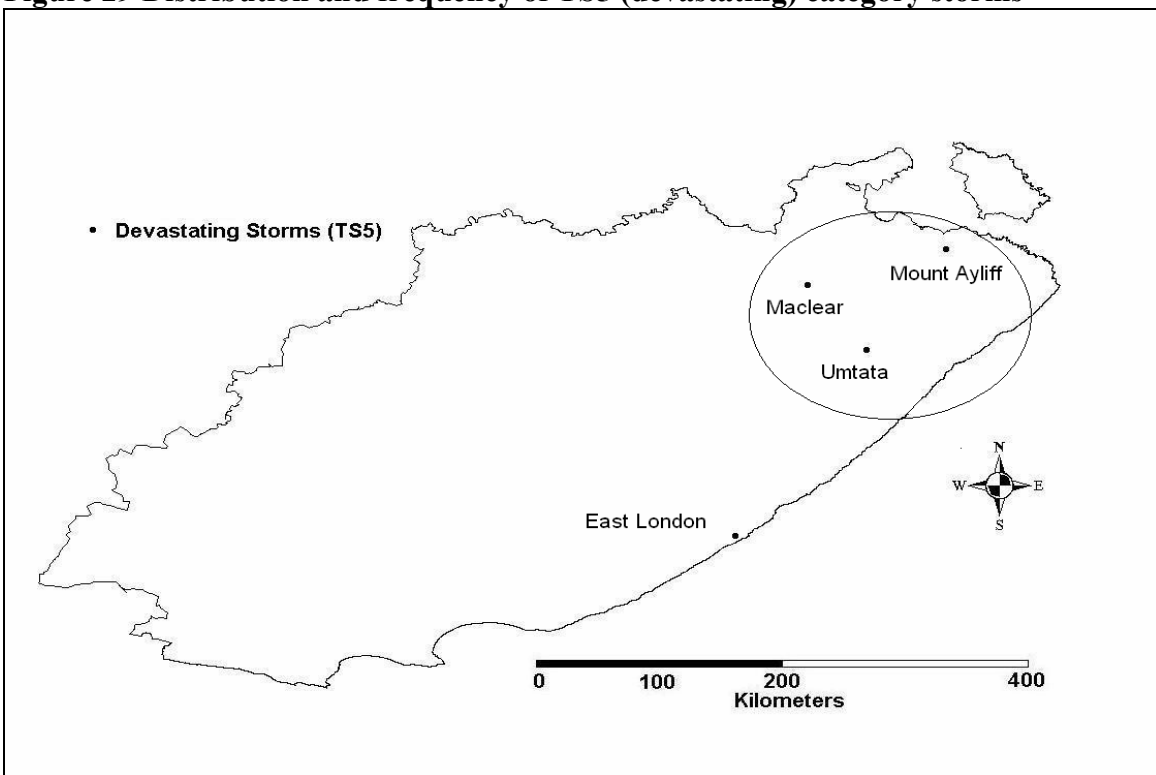 Figure 29 Distribution and frequency of TS5 (devastating) category storms
Devastating Storms (TS5)
Mount Ayliff
Maclear
Umtata
N
W E
S
East London
0 100 200 400
Kilometers